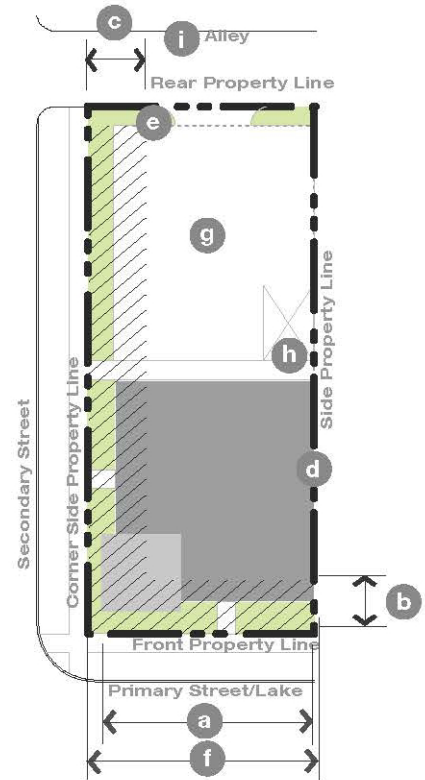 c
i
Alley
Rear Property Line
e
g
Side Property Line
h
Corner Side Property Line
Secondary Street
d
b
Front Property Line
Primary Street/Lake
a
f